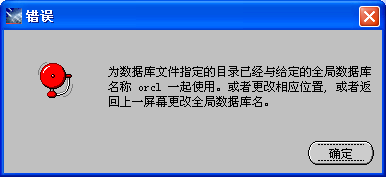 错误
为数据库文件指定的目录已经与给定的全局数据库
名称 orcl 一起使用。或者更改相应位置, 或者返
回上一屏幕更改全局数据库名。
确定